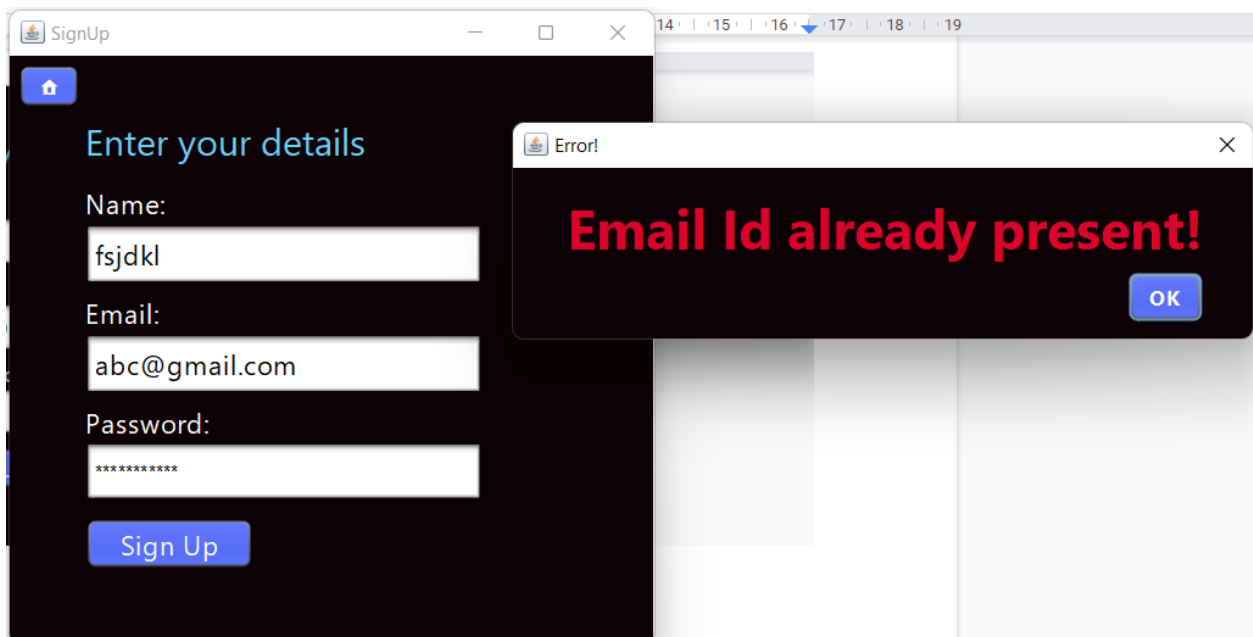 SignUp
14 15 16 17 18 19
Enter your details
Error!
Email Id already present!
OK
Name:
fsjdkl
Email:
abc@gmail.com
Password:
***********
Sign Up